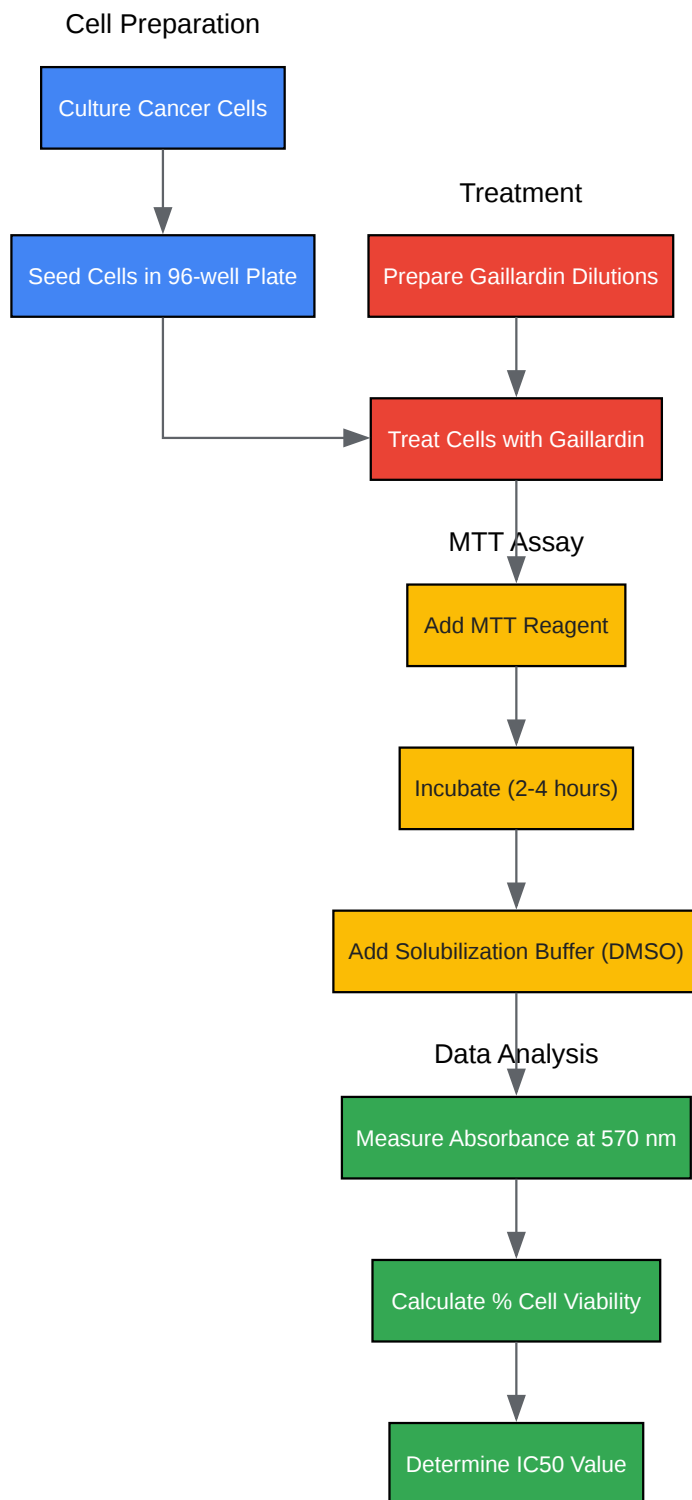 Cell Preparation
Culture Cancer Cells
Treatment
Seed Cells in 96-well Plate
Prepare Gaillardin Dilutions
Treat Cells with Gaillardin
MTT Assay
Add MTT Reagent
Incubate (2-4 hours)
Add Solubilization Buffer (DMSO)
Data Analysis
Measure Absorbance at 570 nm
Calculate % Cell Viability
Determine IC50 Value